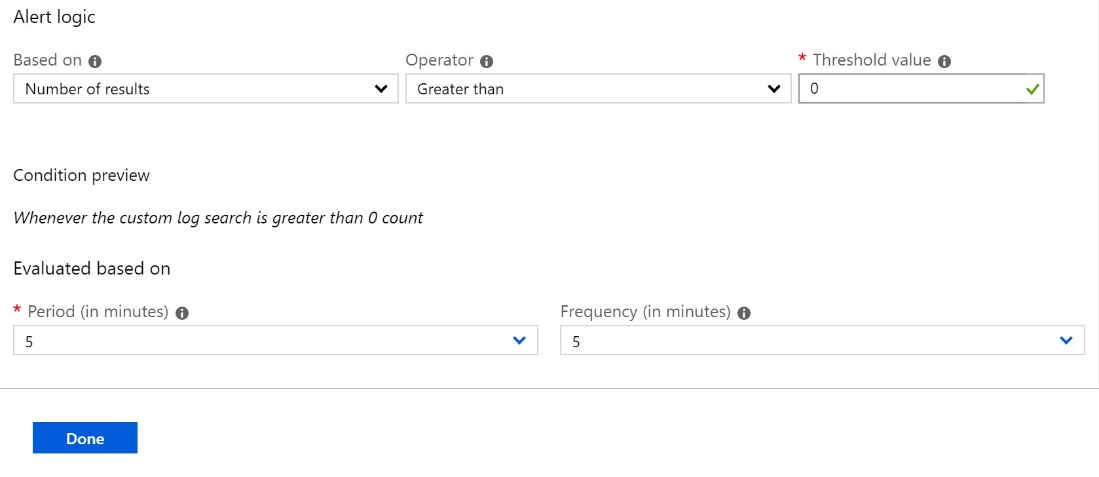 Alert logic
Based on Operator * Threshold value
Number of results Greater than 0
Condition preview
Whenever the custom log search is greater than 0 count
Evaluated based on
* Period (in minutes) Frequency (in minutes)
5 5
Done